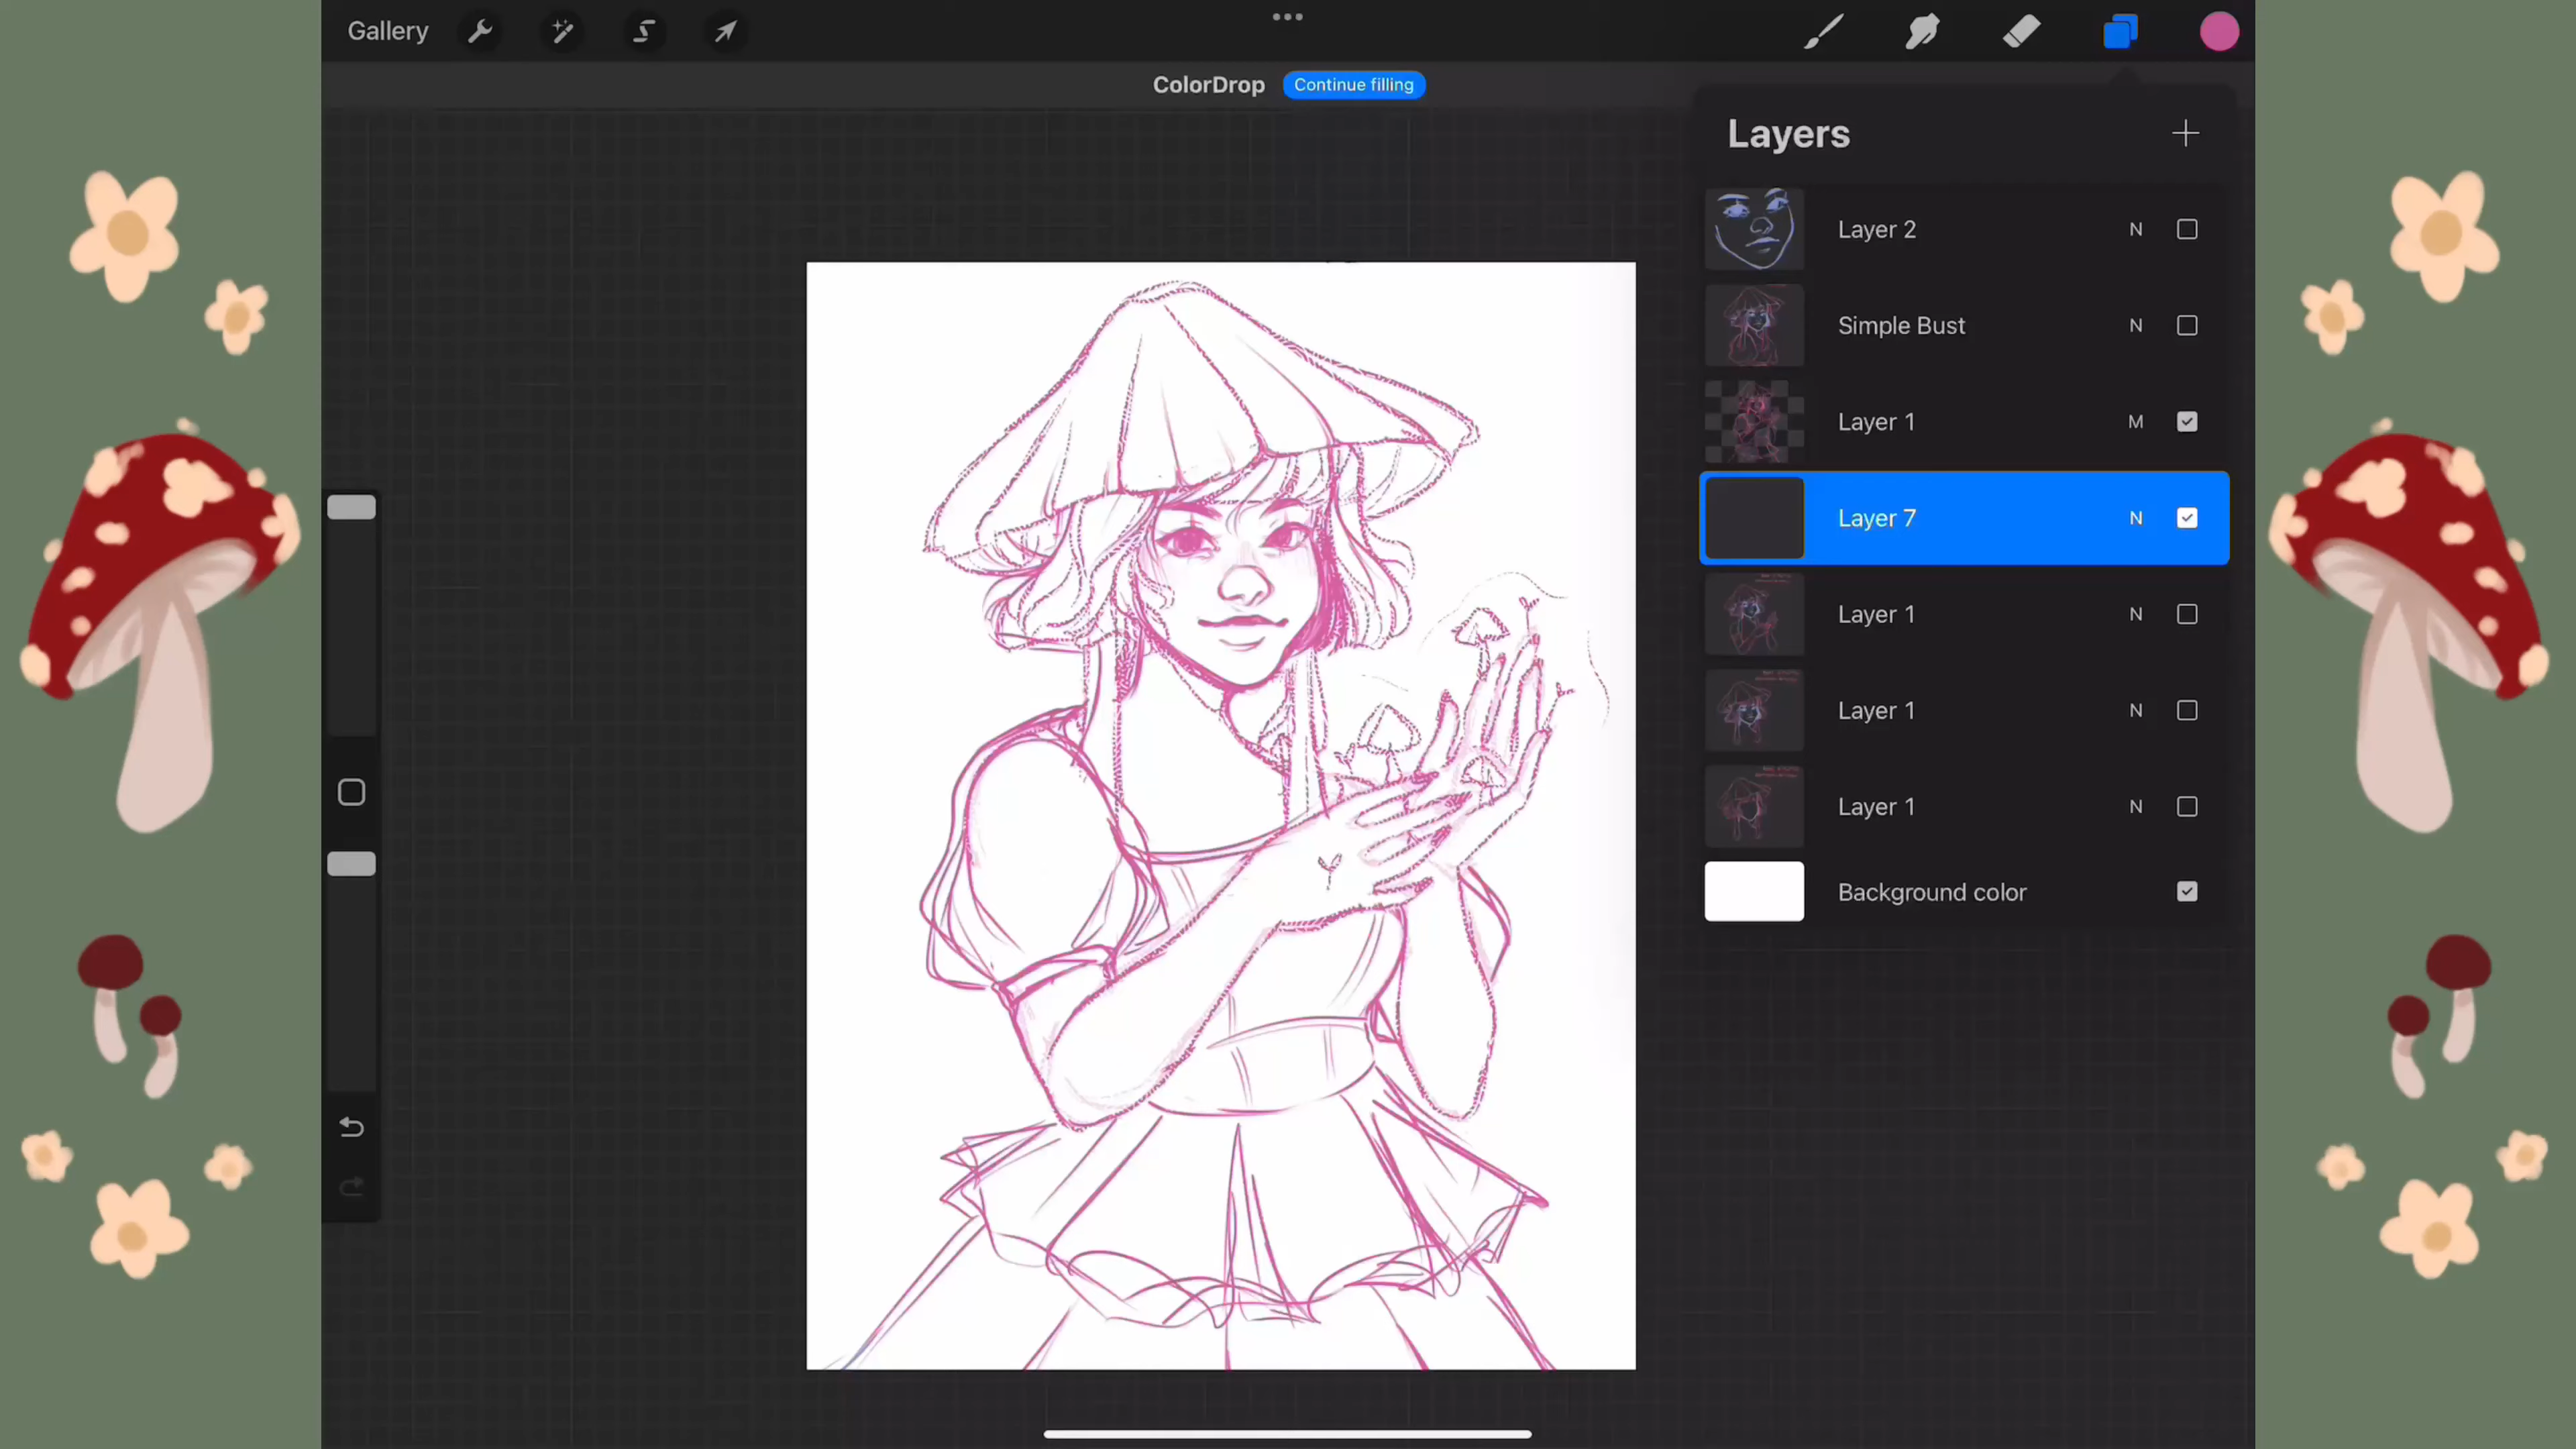 Gallery
ColorDrop Continue filling
Layers
Layer 2 N
Simple Bust N
Layer 1 M
Layer 7 N
Layer 1 N
Layer 1 N
Layer 1 N
Background color